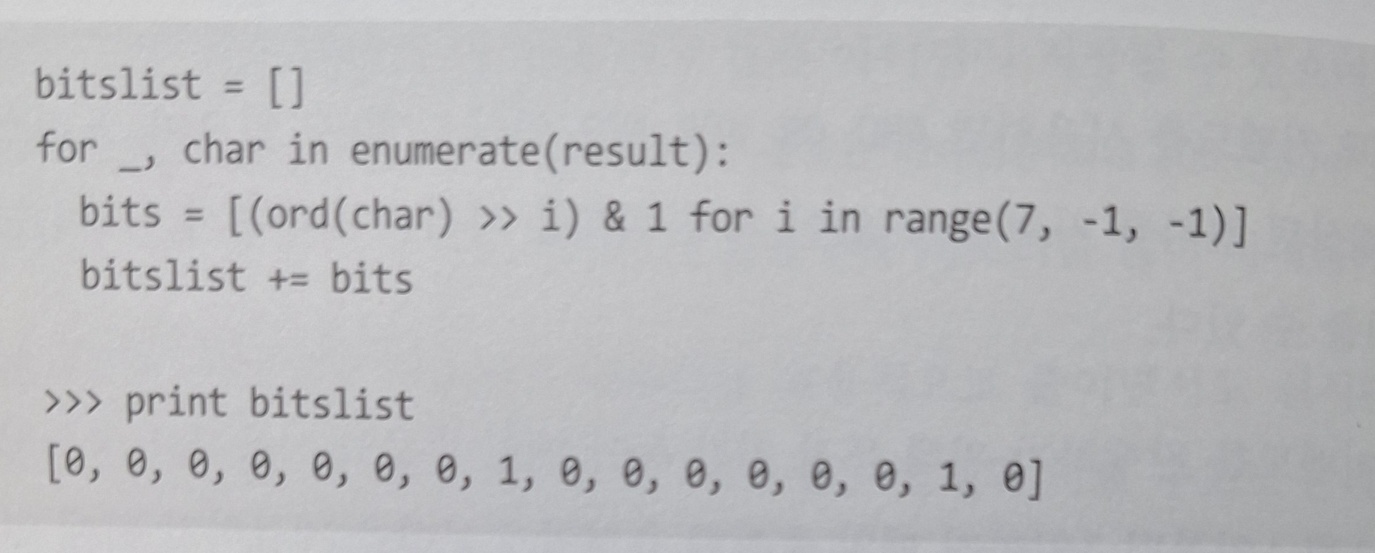 bitslist = []
for _, char in enumerate(result):
  bits = [(ord(char) >> i) & 1 for i in range(7, -1, -1)]
  bitslist += bits

>>> print bitslist
[0, 0, 0, 0, 0, 0, 0, 1, 0, 0, 0, 0, 0, 0, 1, 0]